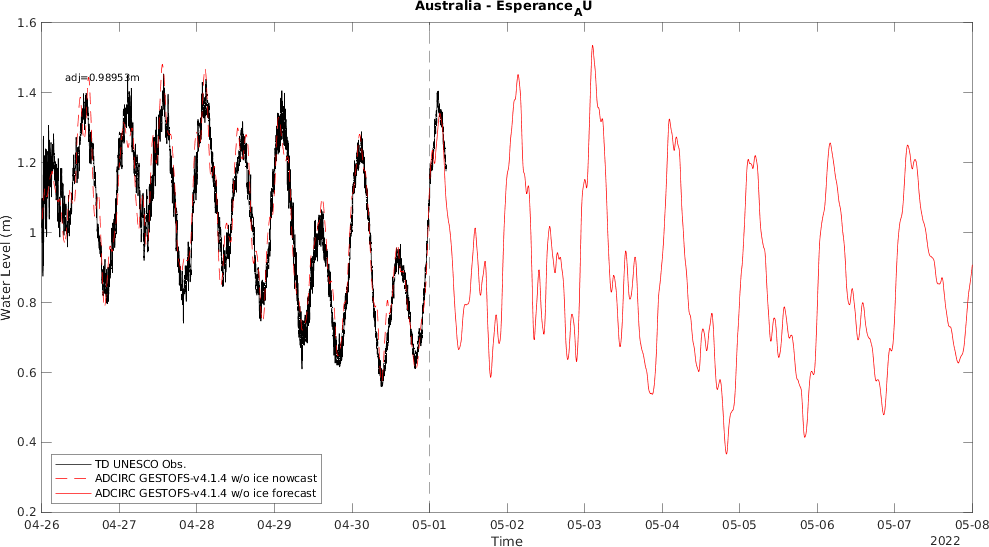 Australia - Esperance_AU
1.6
adj=0.98953m
1.4
1.2
1
0.8
0.6
0.4
0.2
Water Level (m)
TD UNESCO Obs.
ADCIRC GESTOFS-v4.1.4 w/o ice nowcast
ADCIRC GESTOFS-v4.1.4 w/o ice forecast
04-26 04-27 04-28 04-29 04-30 05-01 05-02 05-03 05-04 05-05 05-06 05-07 05-08
Time
2022